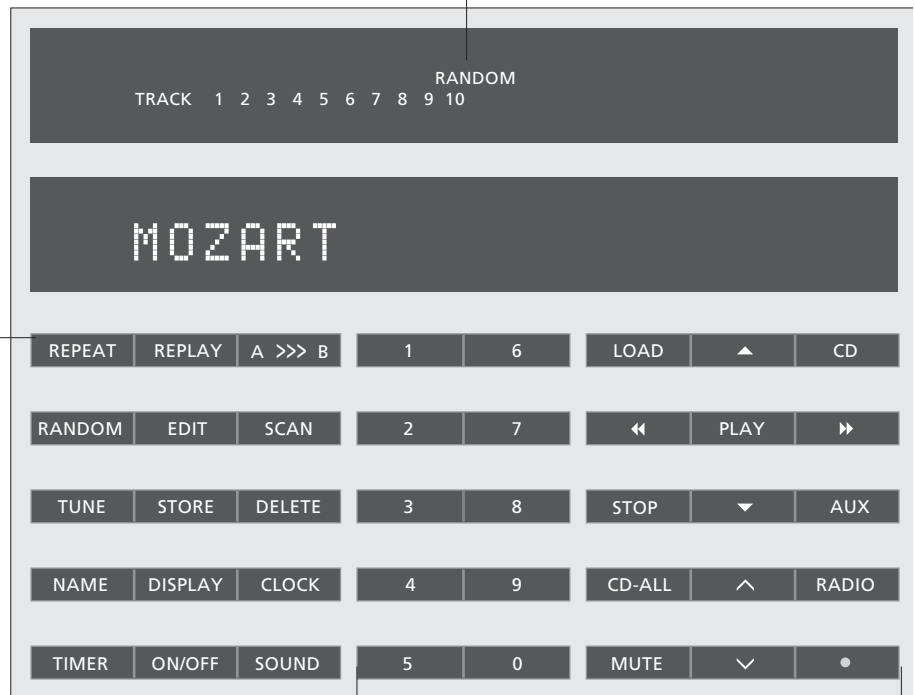 RANDOM
TRACK 1 2 3 4 5 6 7 8 9 10
MOZART
REPEAT REPLAY A >>> B 1 6 LOAD CD
RANDOM EDIT SCAN 2 7 PLAY
TUNE STORE DELETE 3 8 STOP AUX
NAME DISPLAY CLOCK 4 9 CD-ALL RADIO
TIMER ON/OFF SOUND 5 0 MUTE